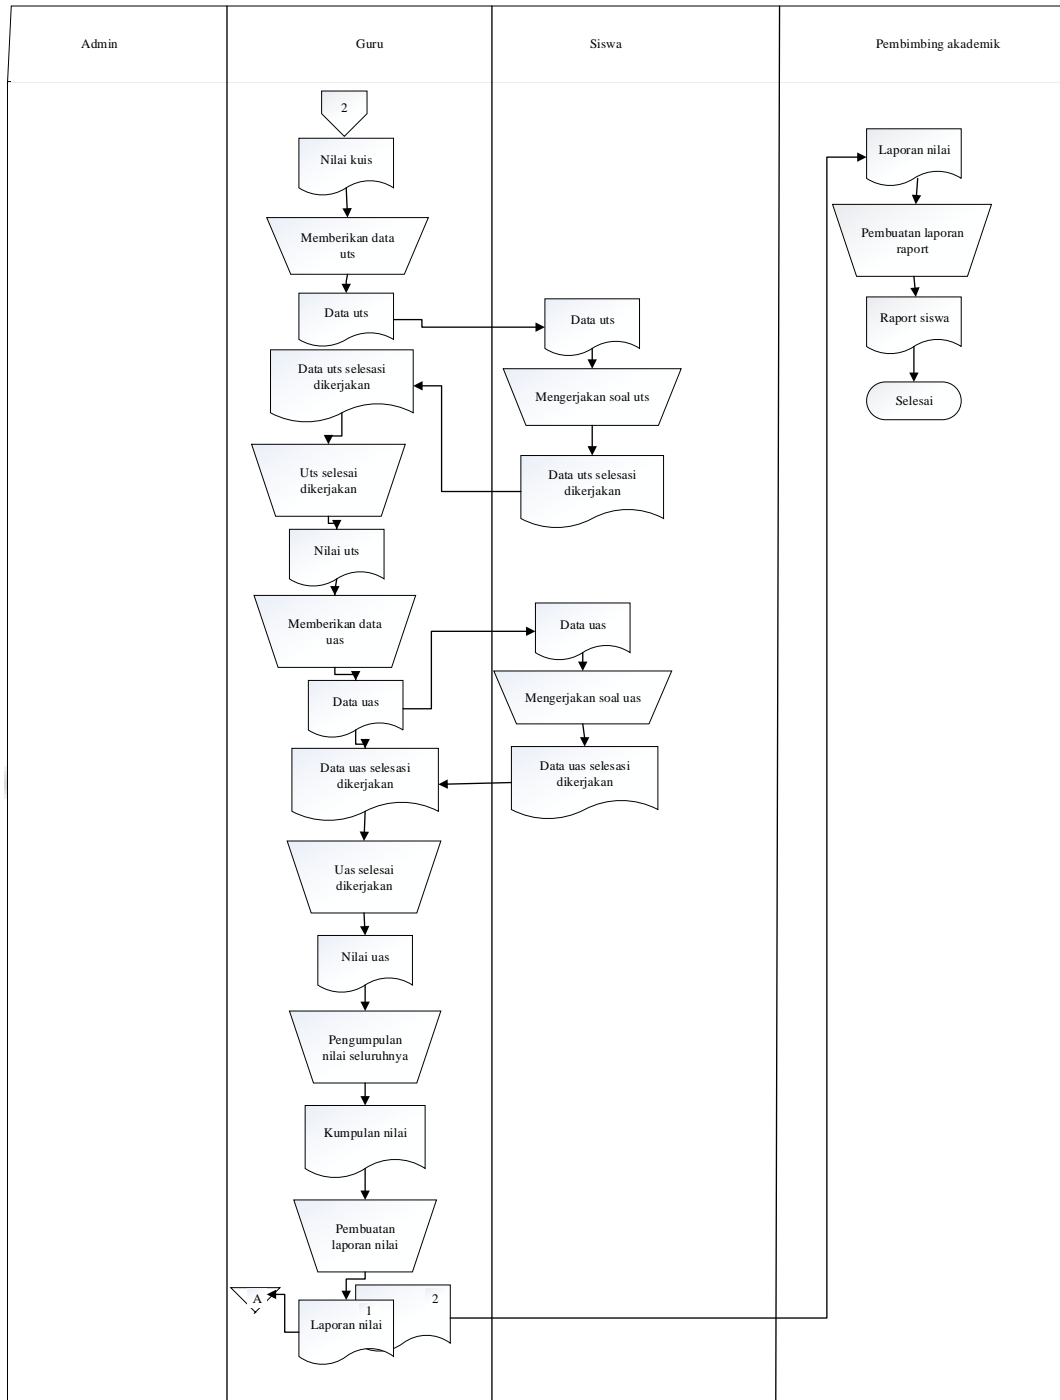 Admin
Guru
Siswa
Pembimbing akademik
2
Nilai kuis
Memberikan data
uts
Data uts
Data uts selesasi
dikerjakan
Uts selesai
dikerjakan
Nilai uts
Memberikan data
uas
Data uas
Data uas selesasi
dikerjakan
Uas selesai
dikerjakan
Nilai uas
Pengumpulan
nilai seluruhnya
Kumpulan nilai
Pembuatan
laporan nilai
A
1
2
Laporan nilai
Data uts
Mengerjakan soal uts
Data uts selesasi
dikerjakan
Data uas
Mengerjakan soal uas
Data uas selesasi
dikerjakan
Laporan nilai
Pembuatan laporan
raport
Raport siswa
Selesai